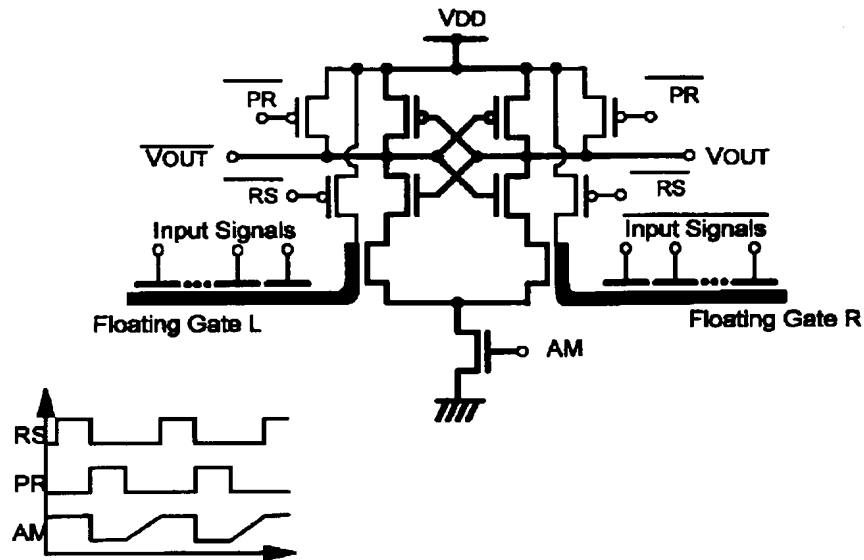 VDD
PR
PR
VOUT
VOUT
RS
RS
Input Signals
Input Signals
Floating Gate L
Floating Gate R
AM
RS
PR
AM